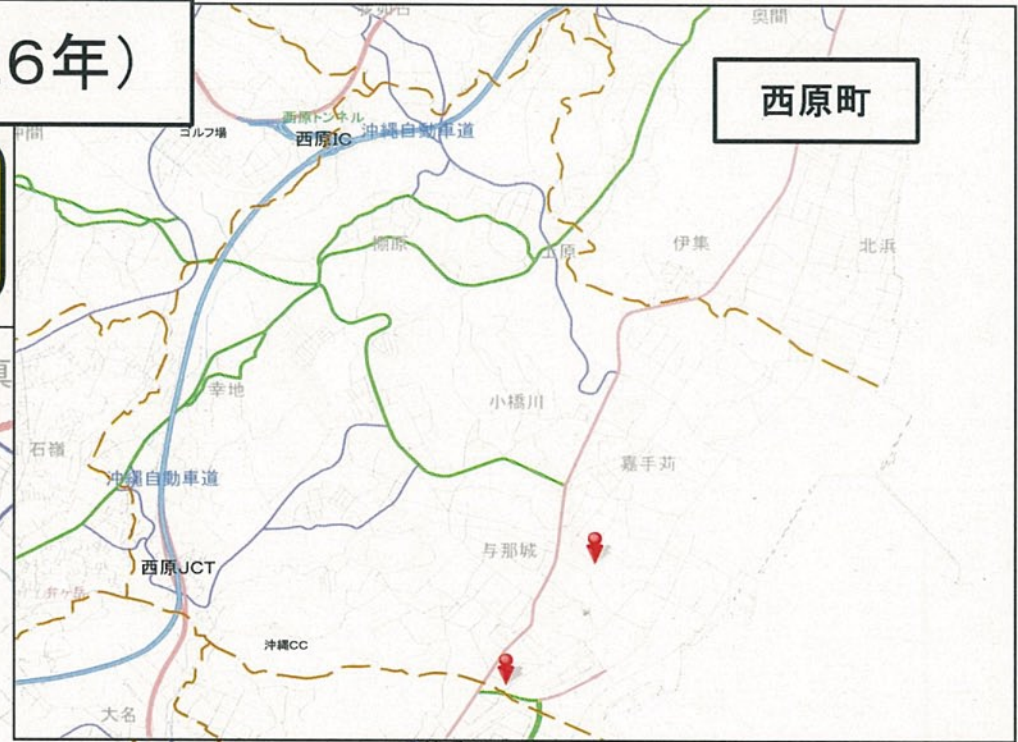 6年）
西原町
奥間
西原トンネル
ゴルフ場
西原IC
沖縄自動車道
棚原
上原
伊集
北浜
幸地
小橋川
石嶺
嘉手苅
沖縄自動車道
与那城
西原JCT
弁ヶ岳
沖縄CC
大名